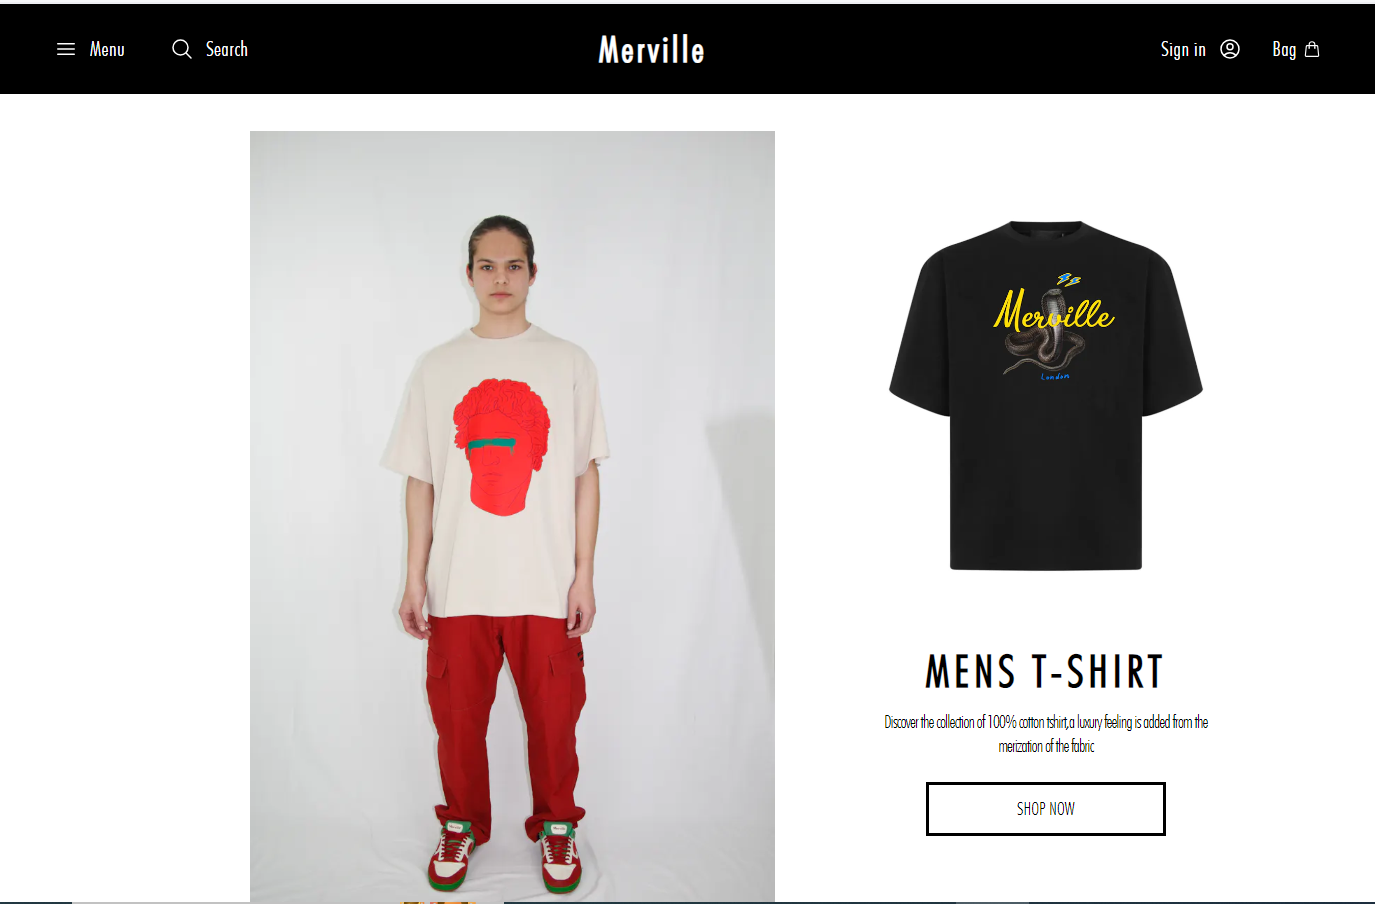 Menu
Search
Merville
Sign in
Bag
Merville
London
MENS T-SHIRT
Discover the collection of 100% cotton tshirt,a luxury feeling is added from the
merization of the fabric
SHOP NOW